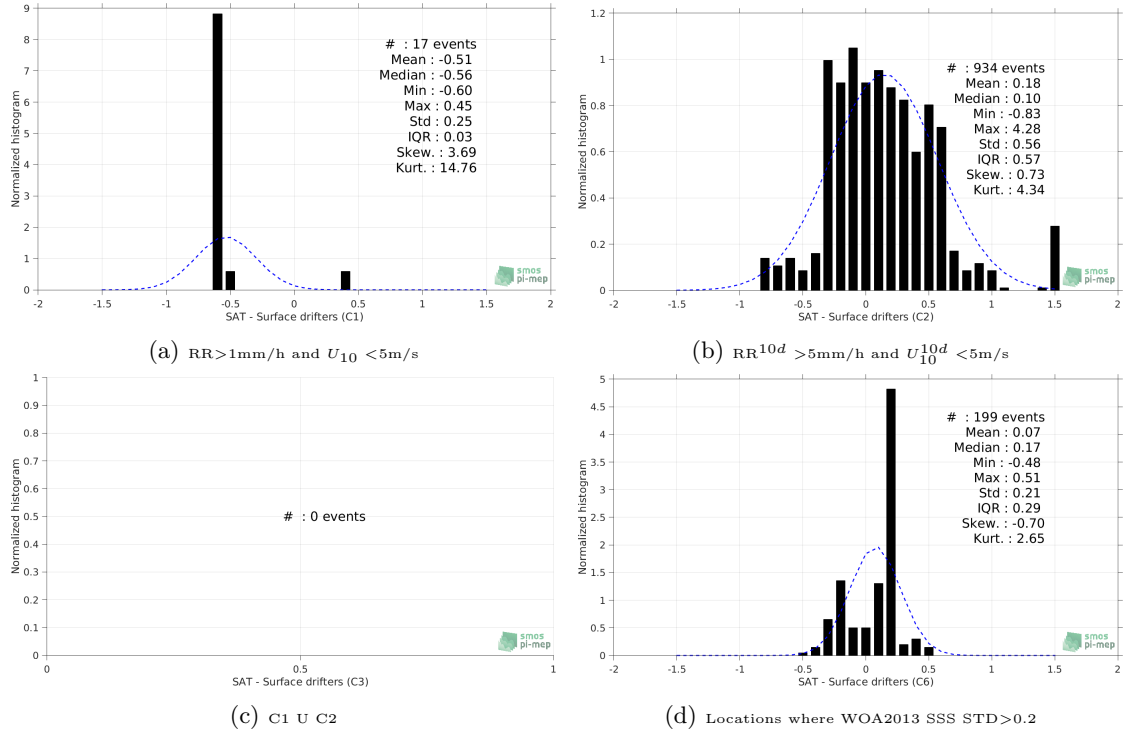 9
8
7
6
5
4
3
2
1
0
Normalized histogram
# : 17 events
Mean : -0.51
Median : -0.56
Min : -0.60
Max : 0.45
Std : 0.25
IQR : 0.03
Skew. : 3.69
Kurt. : 14.76
smos
pi-mep
-2 -1.5 -1 -0.5 0 0.5 1 1.5 2
SAT - Surface drifters (C1)
(a) RR>1mm/h and U10 <5m/s
1.2
1
0.8
0.6
0.4
0.2
0
Normalized histogram
# : 934 events
Mean : 0.18
Median : 0.10
Min : -0.83
Max : 4.28
Std : 0.56
IQR : 0.57
Skew. : 0.73
Kurt. : 4.34
smos
pi-mep
-2 -1.5 -1 -0.5 0 0.5 1 1.5 2
SAT - Surface drifters (C2)
(b) RR10d >5mm/h and U10d10 <5m/s
1
0.9
0.8
0.7
0.6
0.5
0.4
0.3
0.2
0.1
0
Normalized histogram
# : 0 events
smos
pi-mep
0 0.5 1
SAT - Surface drifters (C3)
(c) C1 U C2
5
4.5
4
3.5
3
2.5
2
1.5
1
0.5
0
Normalized histogram
# : 199 events
Mean : 0.07
Median : 0.17
Min : -0.48
Max : 0.51
Std : 0.21
IQR : 0.29
Skew. : -0.70
Kurt. : 2.65
smos
pi-mep
-2 -1.5 -1 -0.5 0 0.5 1 1.5 2
SAT - Surface drifters (C6)
(d) Locations where WOA2013 SSS STD>0.2